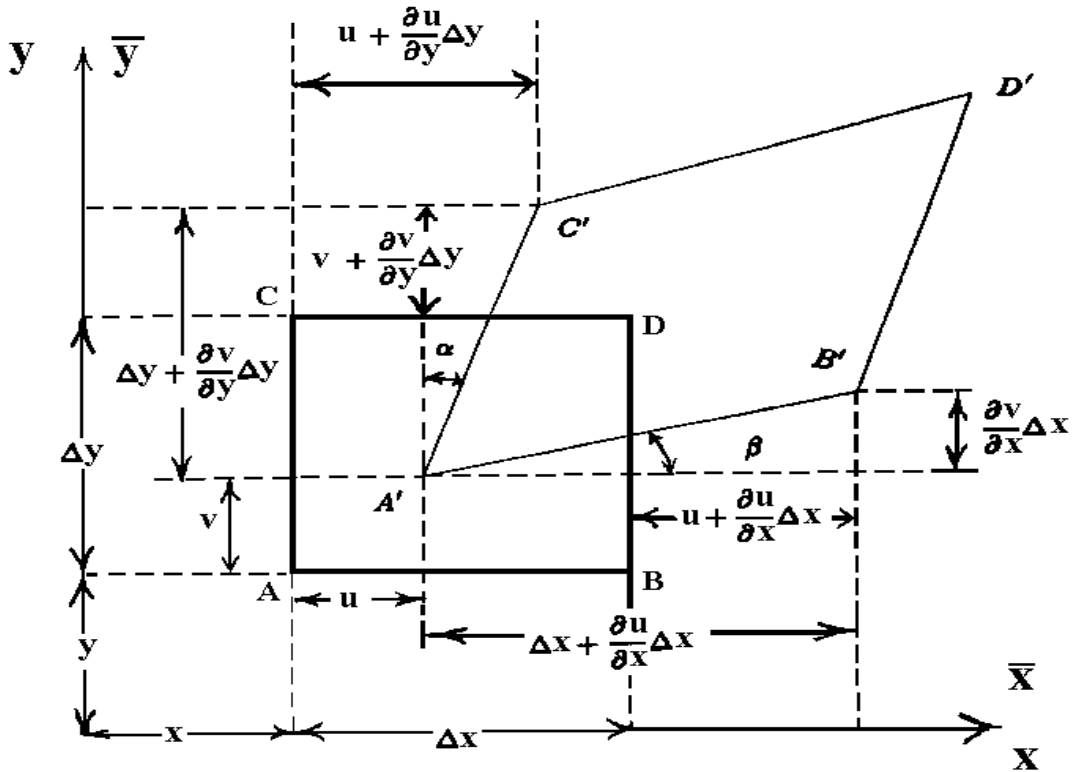 u + ∂u/∂y Δy
y ȳ
D′
C′
v + ∂v/∂y Δy
C
D
α
B′
Δy + ∂v/∂y Δy
∂v/∂x Δx
Δy
β
A′
v
u + ∂u/∂x Δx
A
B
u
y
Δx + ∂u/∂x Δx
x̄
x
Δx
x